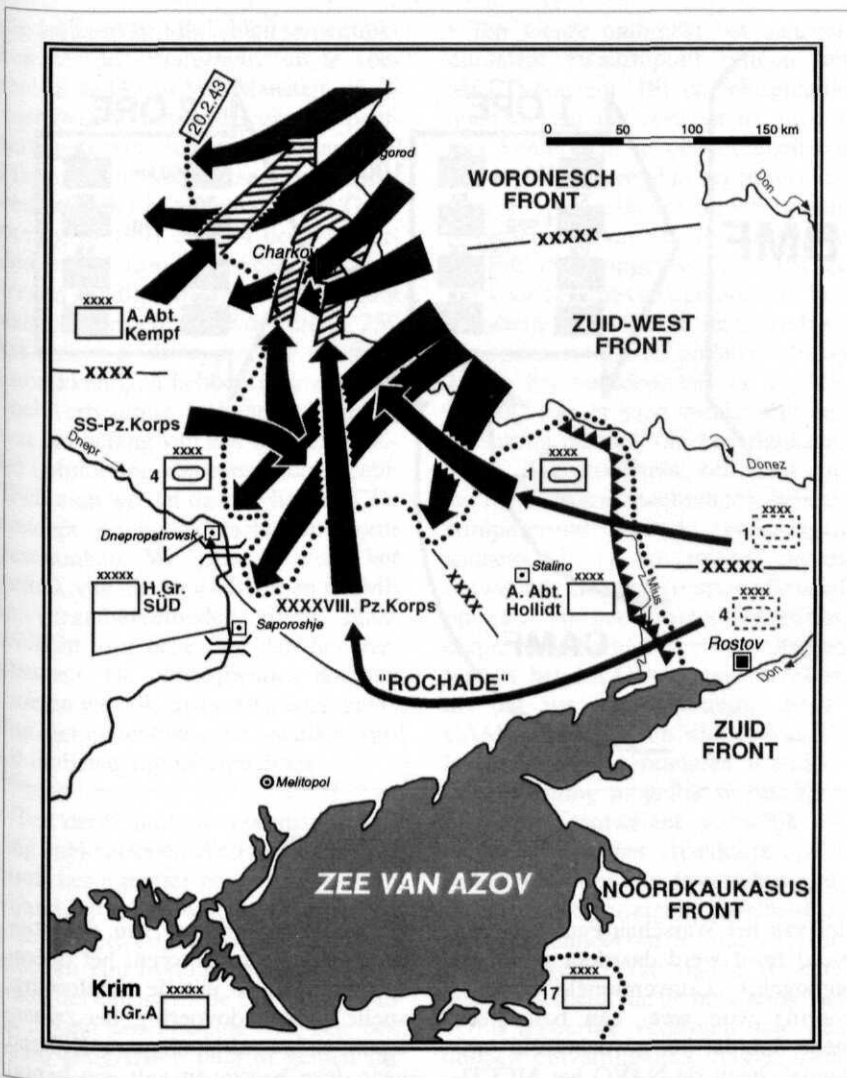 20.2.43
0 50 100 150 km
gorod
WORONESCH
FRONT
Don
XXXXX
Charkov
XXXX
A.Abt.
Kempf
ZUID-WEST
FRONT
XXXX
SS-Pz.Korps
XXXX
4
Dnepr
Dnepropetrowsk
XXXX
1
Donez
XXXX
1
XXXXX
XXXX
4
Stalino
XXXX
A. Abt.
Hollidt
Mius
XXXX
XXXXX
H.Gr.
SÜD
XXXXVIII. Pz.Korps
Saporoshje
Rostov
Don
"ROCHADE"
ZUID
FRONT
Melitopol
ZEE VAN AZOV
NOORDKAUKASUS
FRONT
Krim
XXXXX
H.Gr.A
XXXX
17